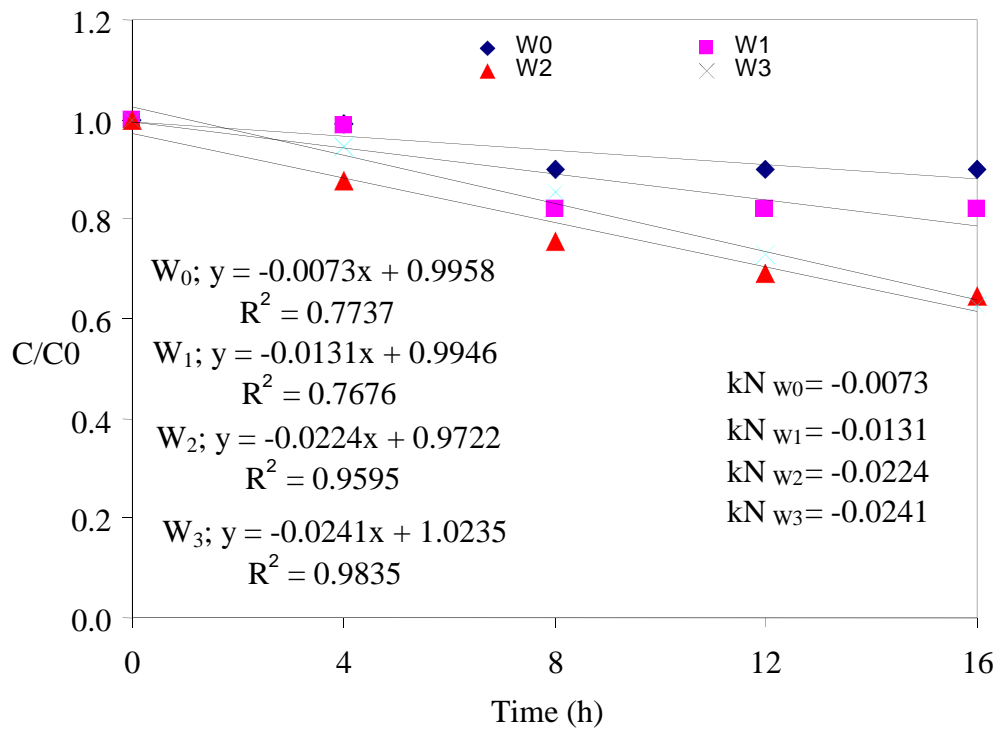 1.2
1.0
0.8
0.6
0.4
0.2
0.0
C/C0
W0
W1
W2
W3
W₀; y = -0.0073x + 0.9958
R² = 0.7737
W₁; y = -0.0131x + 0.9946
R² = 0.7676
W₂; y = -0.0224x + 0.9722
R² = 0.9595
W₃; y = -0.0241x + 1.0235
R² = 0.9835
kN W0= -0.0073
kN W1= -0.0131
kN W2= -0.0224
kN W3= -0.0241
0 4 8 12 16
Time (h)